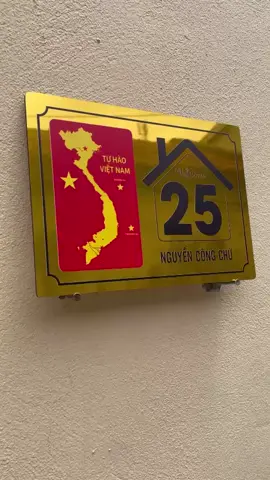 TỰ HÀO
VIỆT NAM
25
NGUYỄN CÔNG CHỨ